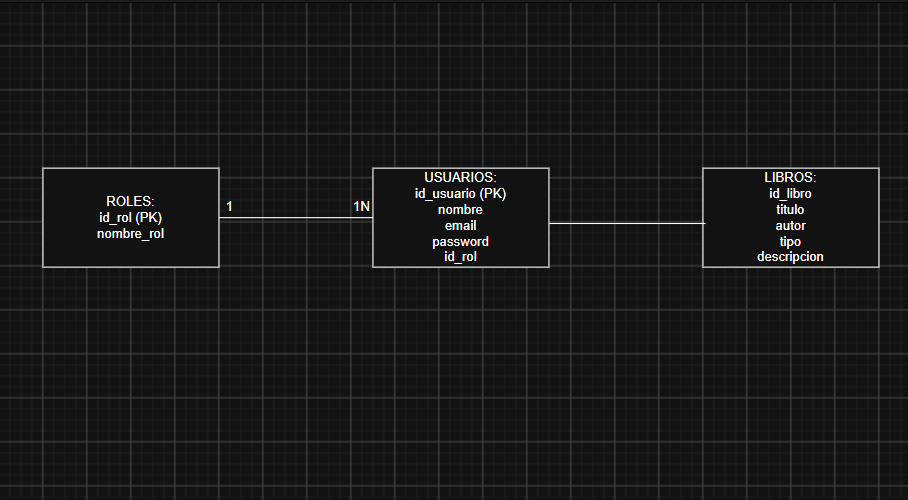 ROLES:
id_rol (PK)
nombre_rol
1
1N
USUARIOS:
id_usuario (PK)
nombre
email
password
id_rol
LIBROS:
id_libro
titulo
autor
tipo
descripcion